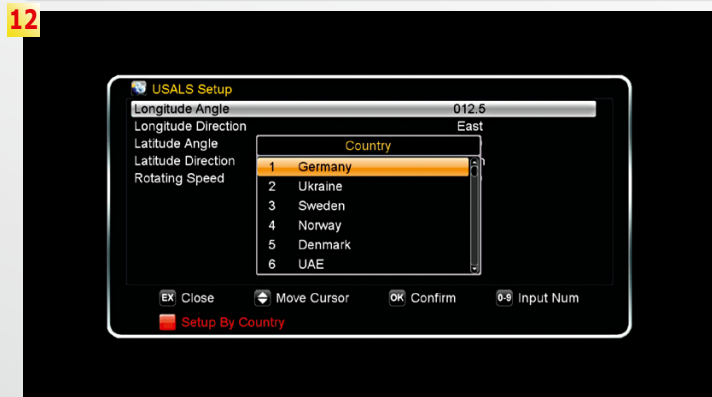 12
USALS Setup
Longitude Angle 012.5
Longitude Direction East
Latitude Angle
Latitude Direction
Rotating Speed
Country
1 Germany
2 Ukraine
3 Sweden
4 Norway
5 Denmark
6 UAE
EX Close OK Confirm 0-9 Input Num
Move Cursor
Setup By Country